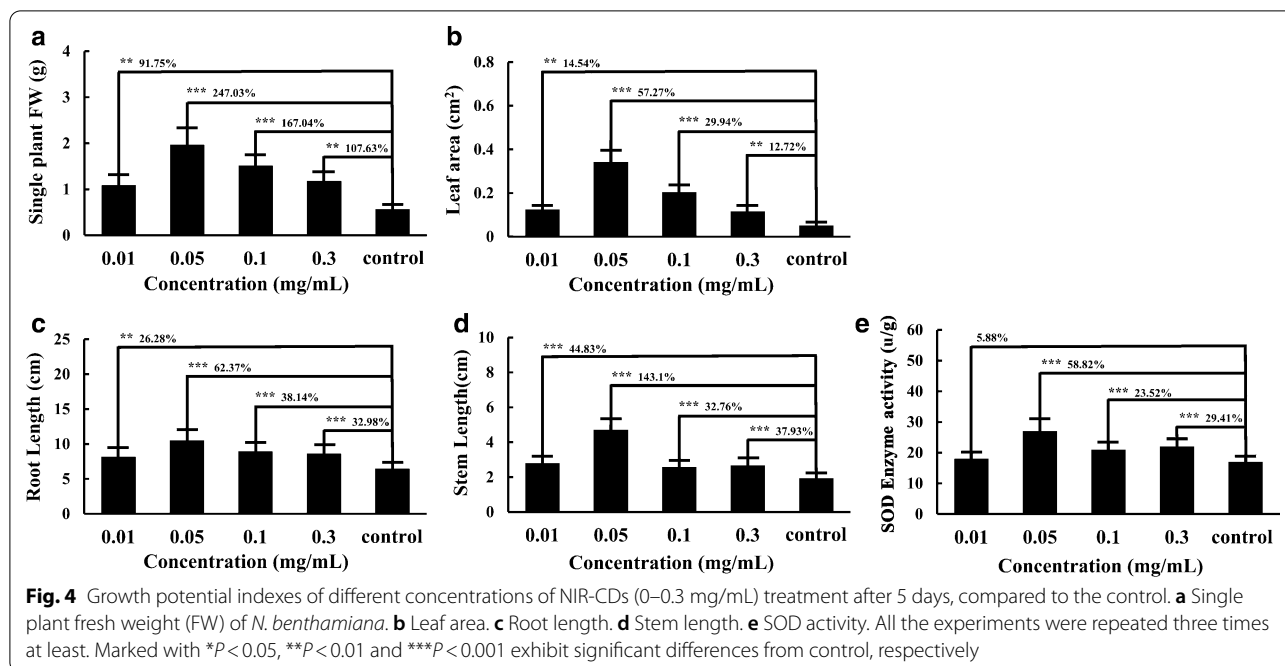 a
Single plant FW (g)
4
3
2
1
0
** 91.75%
*** 247.03%
*** 167.04%
** 107.63%
0.01 0.05 0.1 0.3 control
Concentration (mg/mL)
b
Leaf area (cm²)
0.8
0.6
0.4
0.2
0
** 14.54%
*** 57.27%
*** 29.94%
** 12.72%
0.01 0.05 0.1 0.3 control
Concentration (mg/mL)
c
Root Length (cm)
25
20
15
10
5
0
** 26.28%
*** 62.37%
*** 38.14%
*** 32.98%
0.01 0.05 0.1 0.3 control
Concentration (mg/mL)
d
Stem Length(cm)
10
8
6
4
2
0
*** 44.83%
*** 143.1%
*** 32.76%
*** 37.93%
0.01 0.05 0.1 0.3 control
Concentration (mg/mL)
e
SOD Enzyme activity (u/g)
60
50
40
30
20
10
0
5.88%
*** 58.82%
*** 23.52%
*** 29.41%
0.01 0.05 0.1 0.3 control
Concentration (mg/mL)
Fig. 4 Growth potential indexes of different concentrations of NIR-CDs (0–0.3 mg/mL) treatment after 5 days, compared to the control. a Single
plant fresh weight (FW) of N. benthamiana. b Leaf area. c Root length. d Stem length. e SOD activity. All the experiments were repeated three times
at least. Marked with *P < 0.05, **P < 0.01 and ***P < 0.001 exhibit significant differences from control, respectively